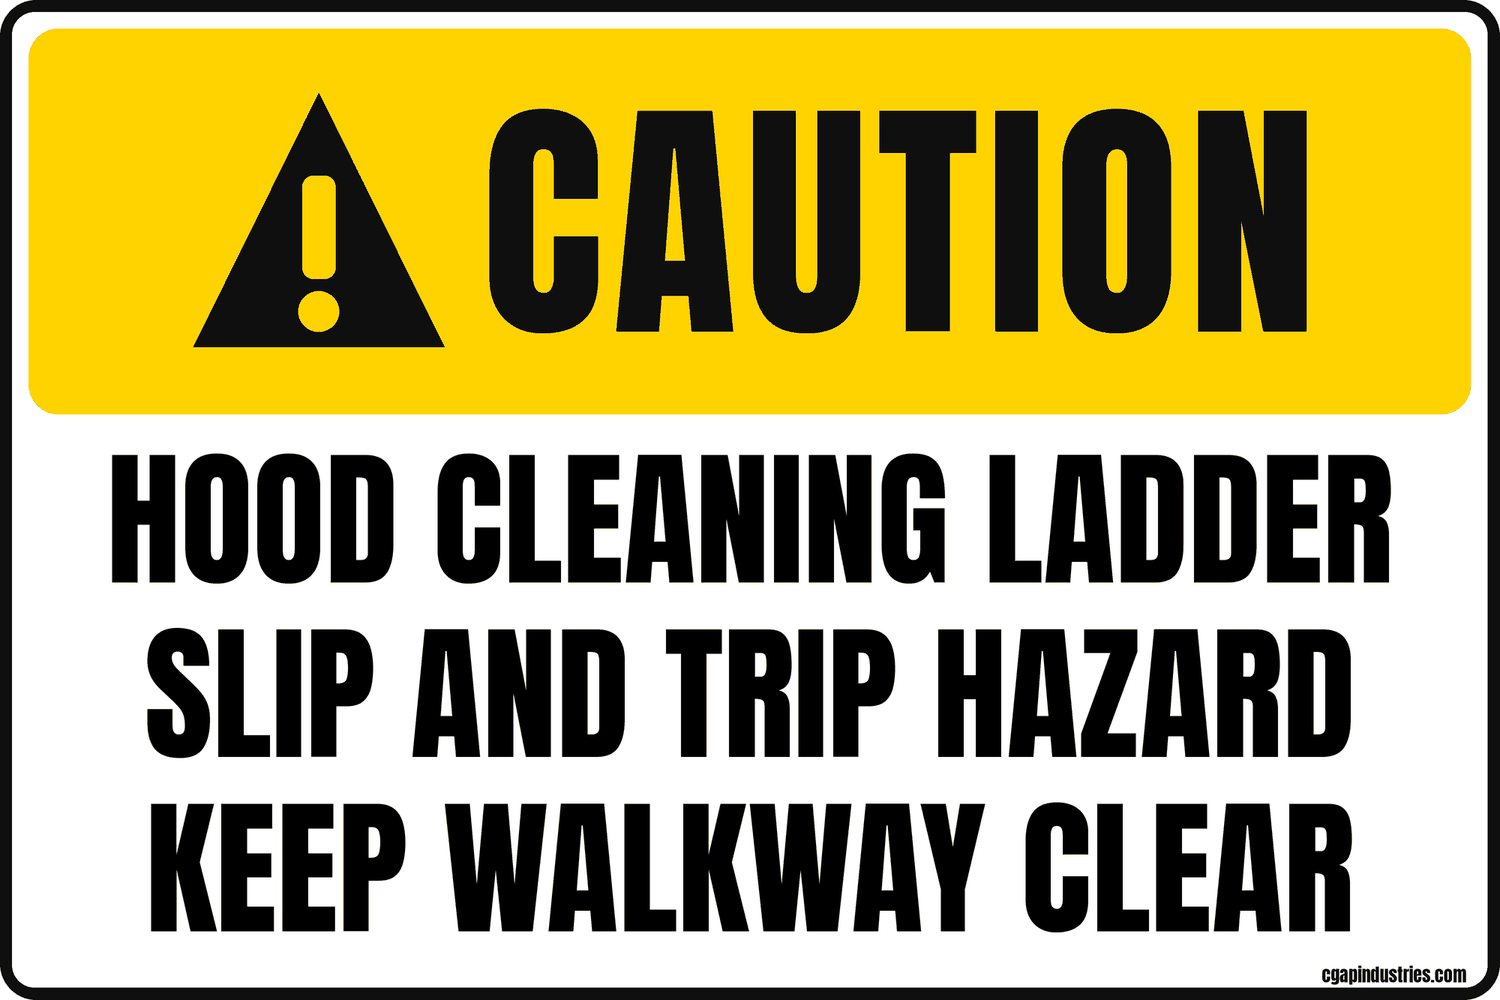 CAUTION
HOOD CLEANING LADDER
SLIP AND TRIP HAZARD
KEEP WALKWAY CLEAR
cgapindustries.com